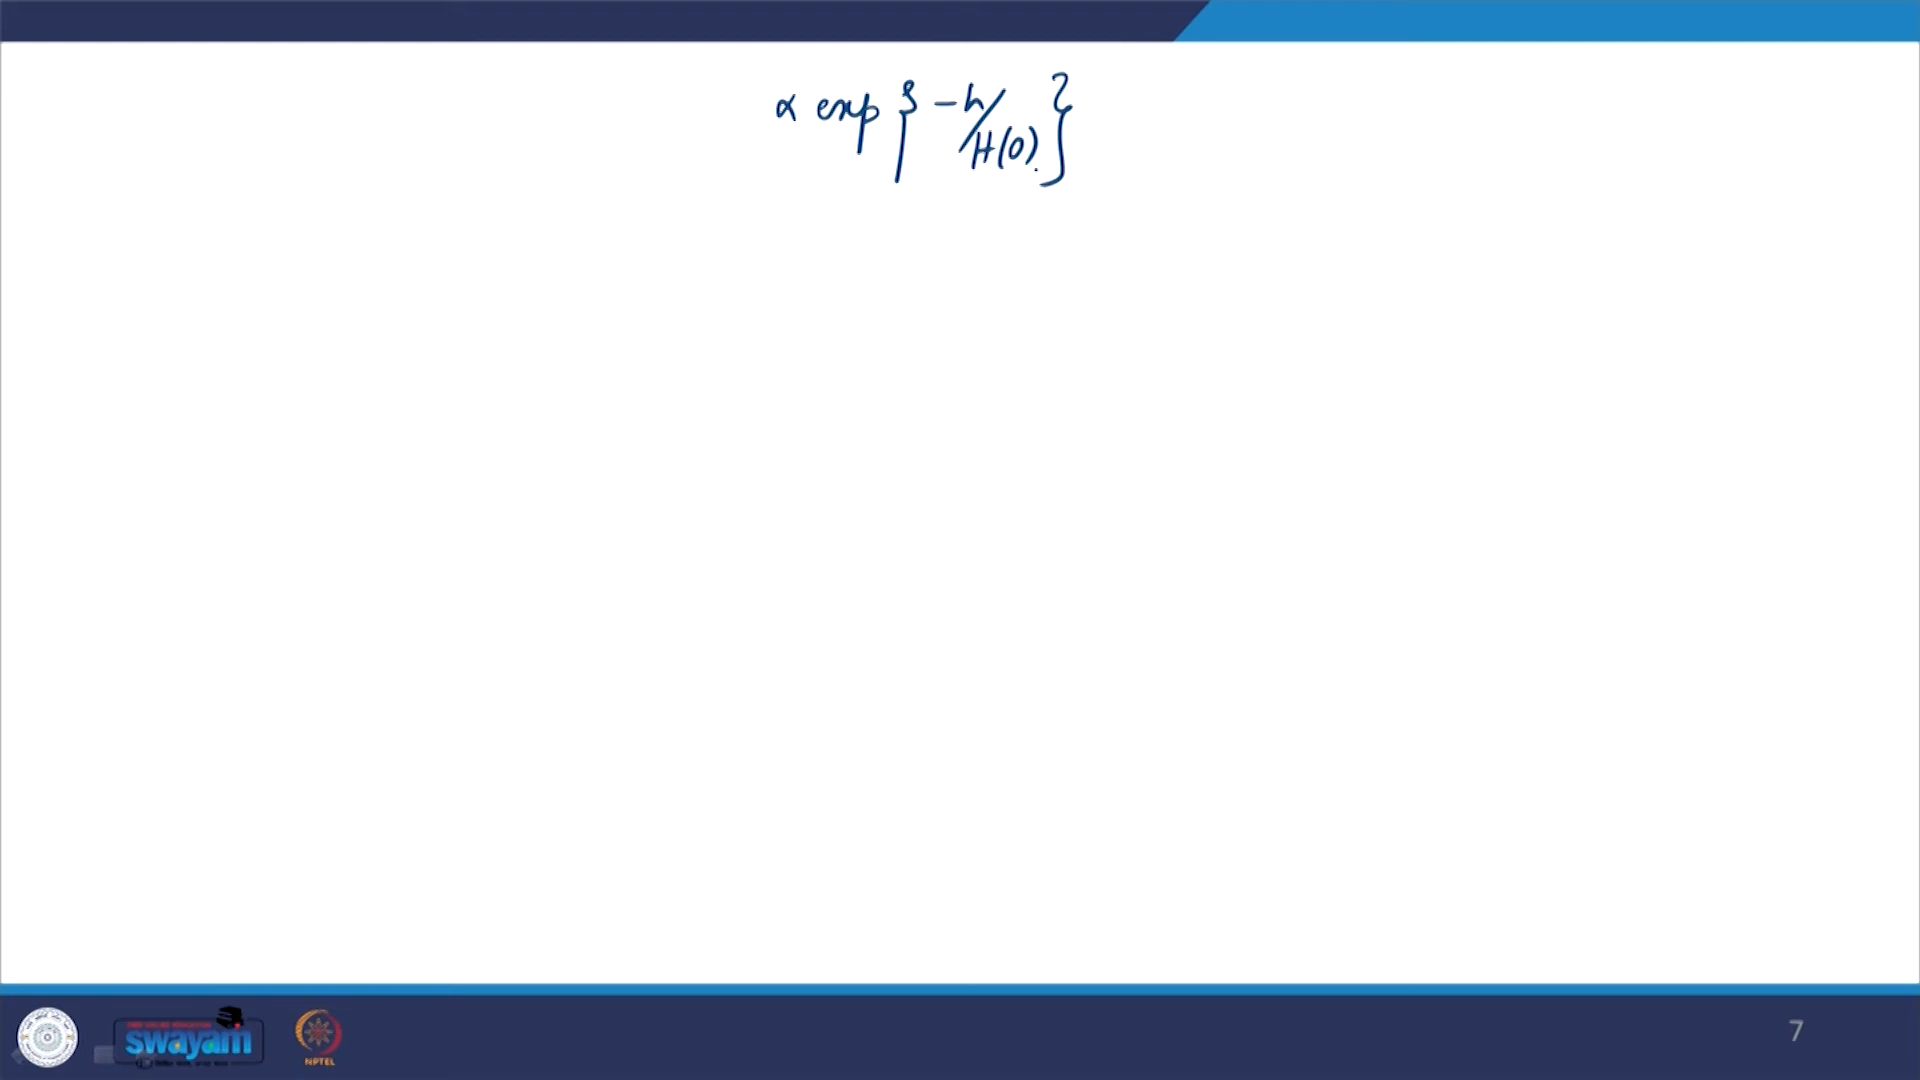 α exp { -h/H(0) }
swayam
NPTEL
7